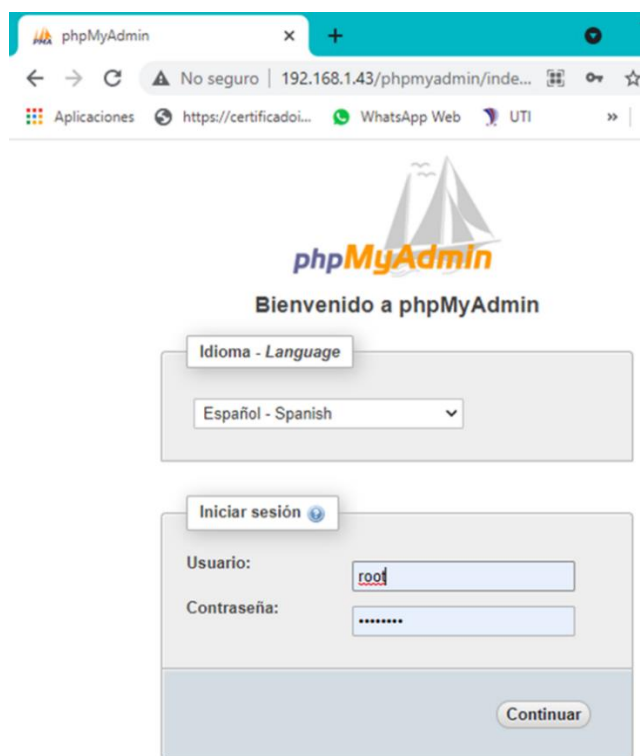 phpMyAdmin
No seguro | 192.168.1.43/phpmyadmin/inde...
Aplicaciones https://certificadoi... WhatsApp Web UTI »
phpMyAdmin
Bienvenido a phpMyAdmin
Idioma - Language
Español - Spanish
Iniciar sesión
Usuario:
root
Contraseña:
••••••••
Continuar